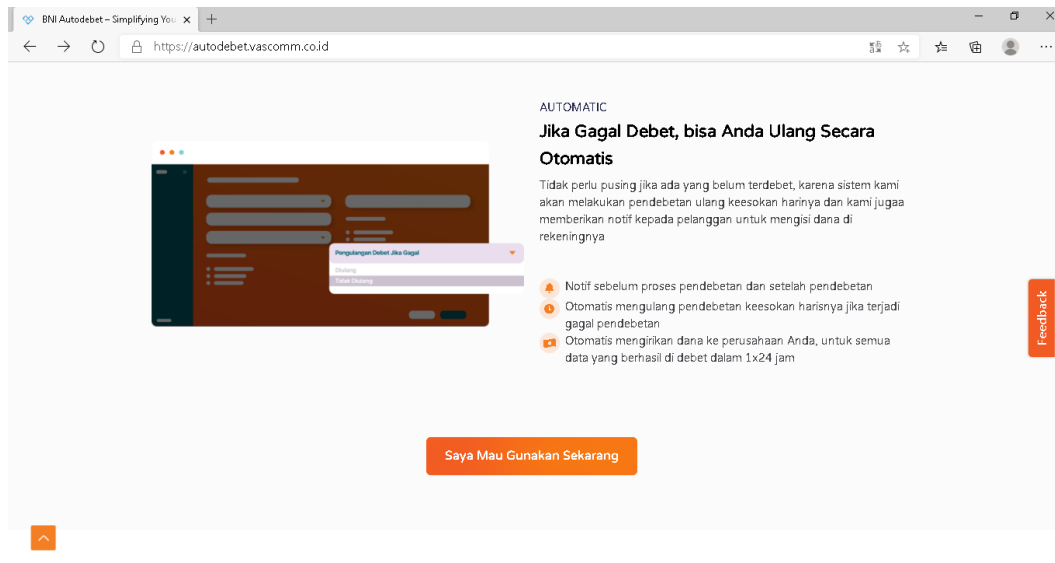 BNI Autodebet – Simplifying You
https://autodebet.vascomm.co.id
AUTOMATIC
Jika Gagal Debet, bisa Anda Ulang Secara
Otomatis
Tidak perlu pusing jika ada yang belum terdebet, karena sistem kami
akan melakukan pendebetan ulang keesokan harinya dan kami jugaa
memberikan notif kepada pelanggan untuk mengisi dana di
rekeningnya
Pengulangan Debet Jika Gagal
Diulang
Tidak Diulang
Notif sebelum proses pendebetan dan setelah pendebetan
Otomatis mengulang pendebetan keesokan harisnya jika terjadi
gagal pendebetan
Otomatis mengirikan dana ke perusahaan Anda, untuk semua
data yang berhasil di debet dalam 1x24 jam
Feedback
Saya Mau Gunakan Sekarang